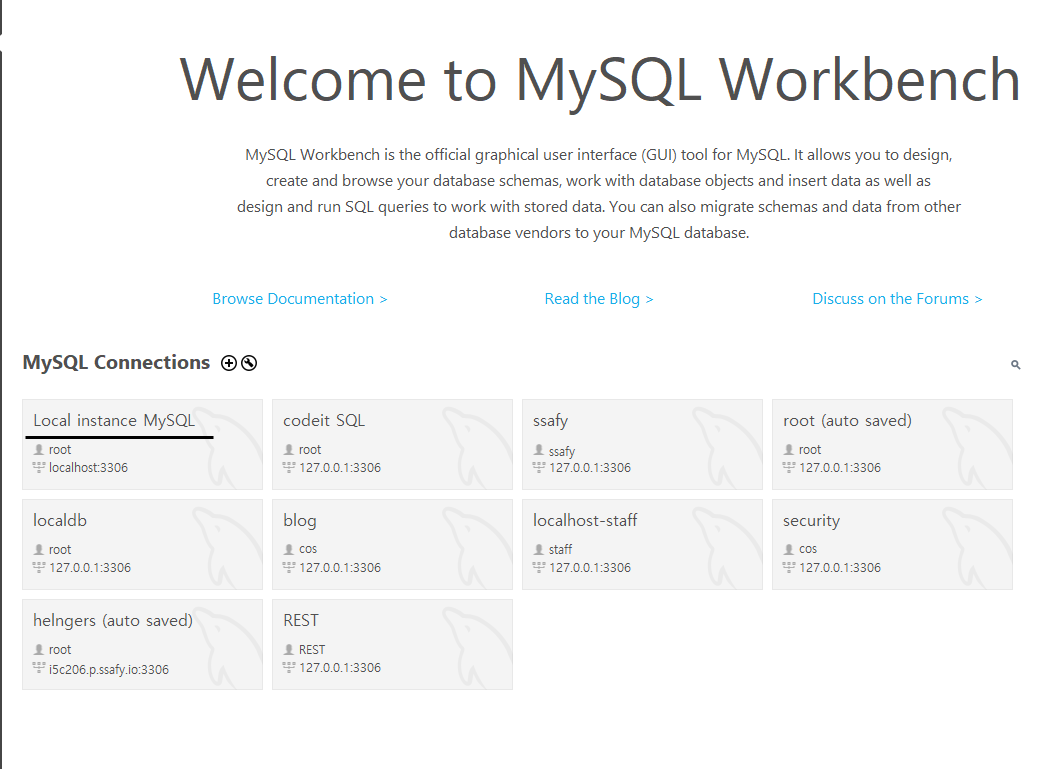 Welcome to MySQL Workbench
MySQL Workbench is the official graphical user interface (GUI) tool for MySQL. It allows you to design,
create and browse your database schemas, work with database objects and insert data as well as
design and run SQL queries to work with stored data. You can also migrate schemas and data from other
database vendors to your MySQL database.
Browse Documentation >
Read the Blog >
Discuss on the Forums >
MySQL Connections
Local instance MySQL
root
localhost:3306
codeit SQL
root
127.0.0.1:3306
ssafy
ssafy
127.0.0.1:3306
root (auto saved)
root
127.0.0.1:3306
localdb
root
127.0.0.1:3306
blog
cos
127.0.0.1:3306
localhost-staff
staff
127.0.0.1:3306
security
cos
127.0.0.1:3306
helngers (auto saved)
root
i5c206.p.ssafy.io:3306
REST
REST
127.0.0.1:3306